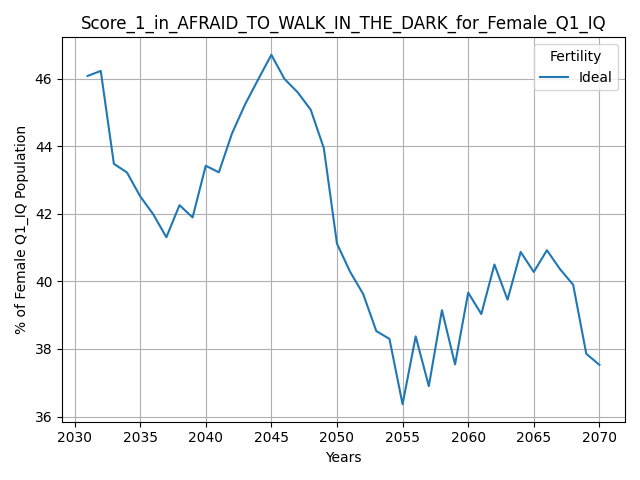 Score_1_in_AFRAID_TO_WALK_IN_THE_DARK_for_Female_Q1_IQ
Fertility
Ideal
% of Female Q1_IQ Population
46
44
42
40
38
36
2030 2035 2040 2045 2050 2055 2060 2065 2070
Years